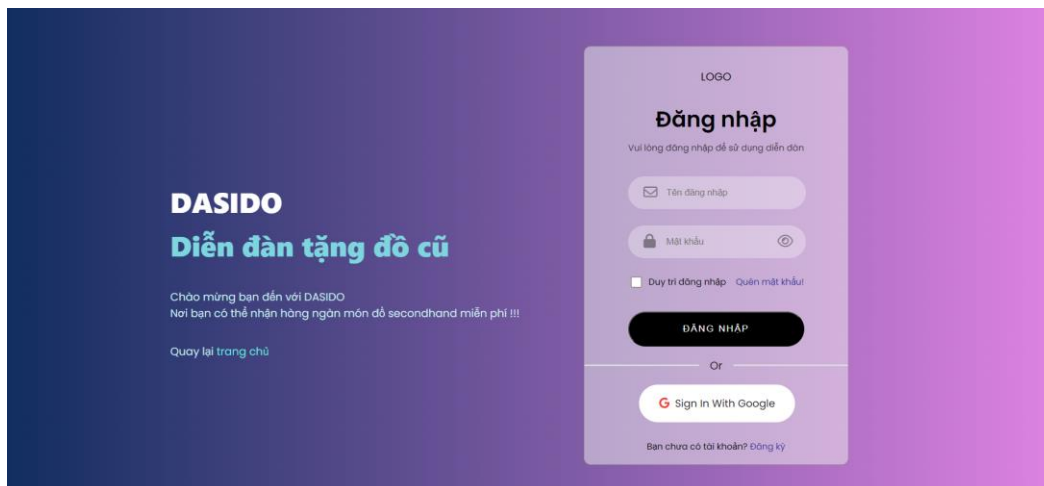 DASIDO
Diễn đàn tặng đồ cũ
Chào mừng bạn đến với DASIDO
Nơi bạn có thể nhận hàng ngàn món đồ secondhand miễn phí !!!
Quay lại trang chủ
LOGO
Đăng nhập
Vui lòng đăng nhập để sử dụng diễn đàn
Tên đăng nhập
Mật khẩu
Duy trì đăng nhập Quên mật khẩu!
ĐĂNG NHẬP
Or
G Sign In With Google
Bạn chưa có tài khoản? Đăng ký